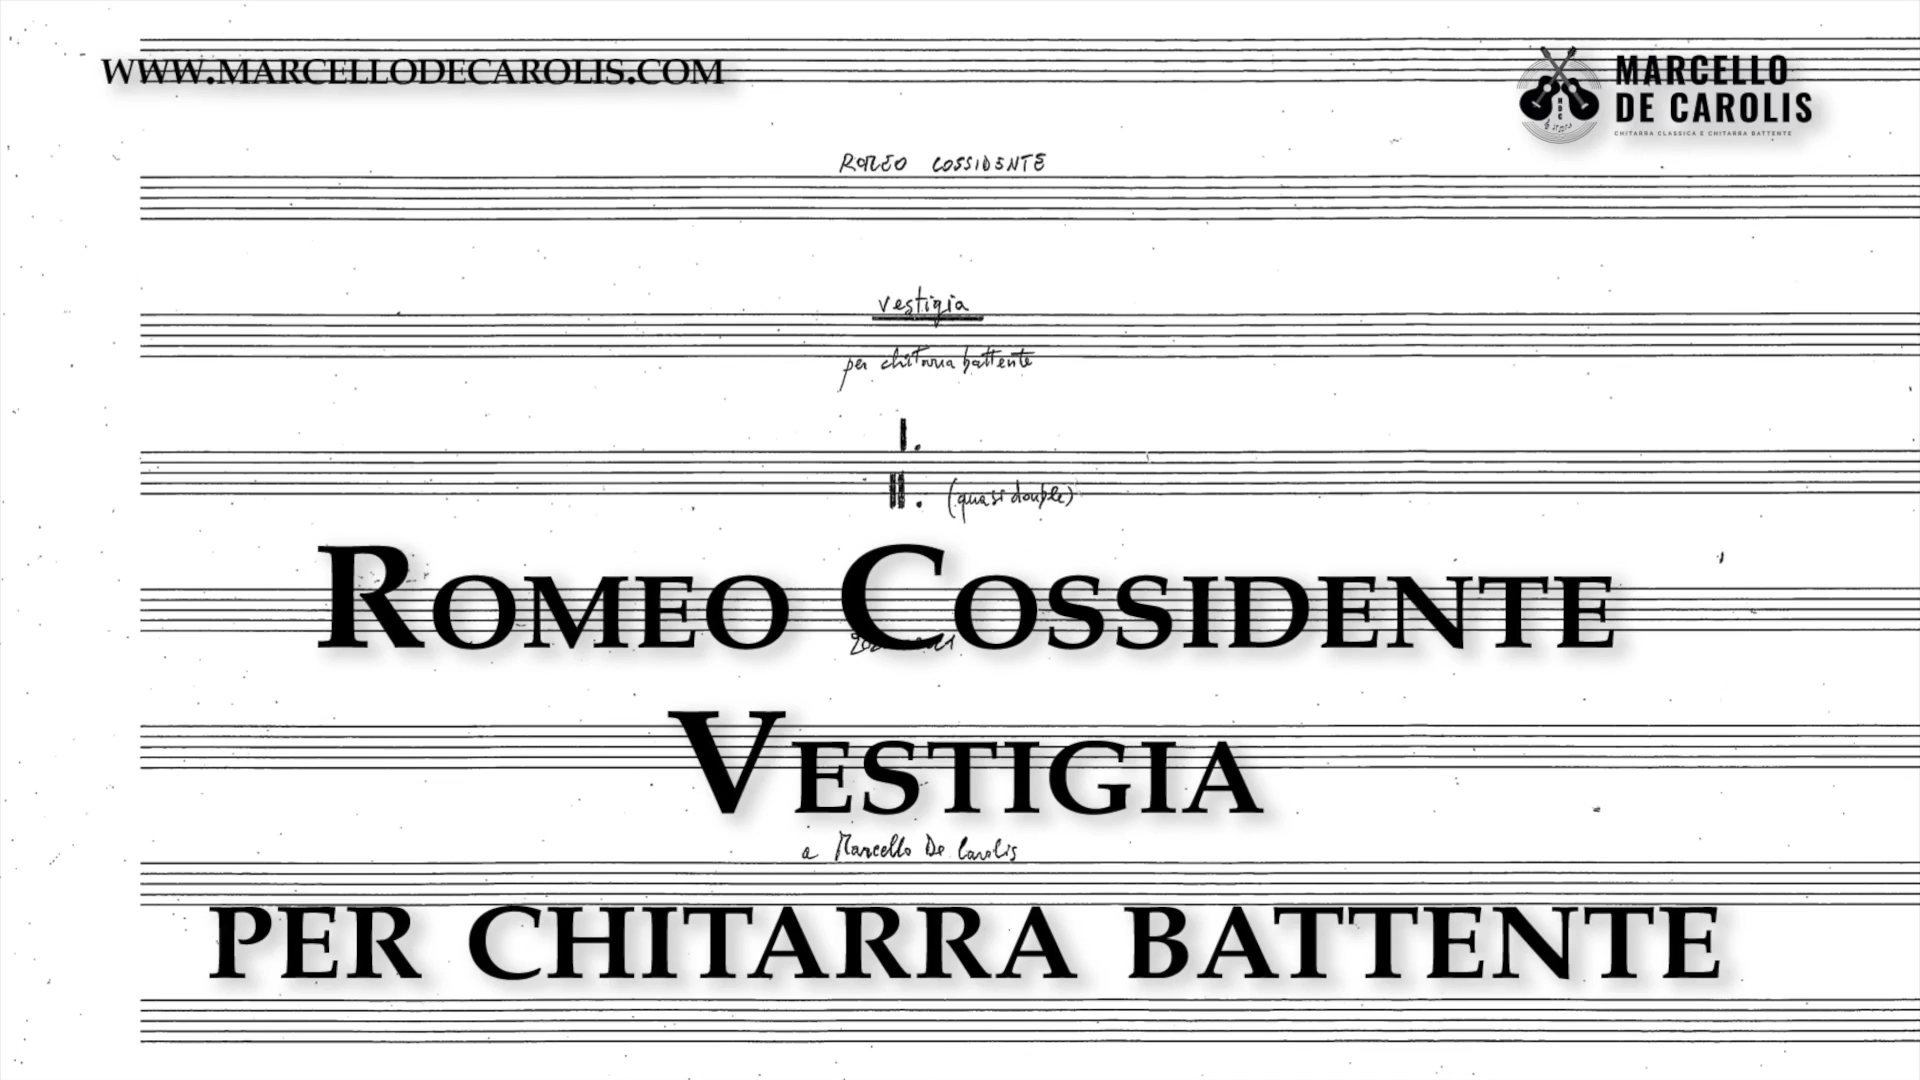 WWW.MARCELLODECAROLIS.COM
MARCELLO
DE CAROLIS
CHITARRA CLASSICA E CHITARRA BATTENTE
MDC
ROMEO COSSIDENTE
vestigia
per chitarra battente
I.
II. (quasi double)
ROMEO COSSIDENTE
VESTIGIA
a Marcello De Carolis
PER CHITARRA BATTENTE